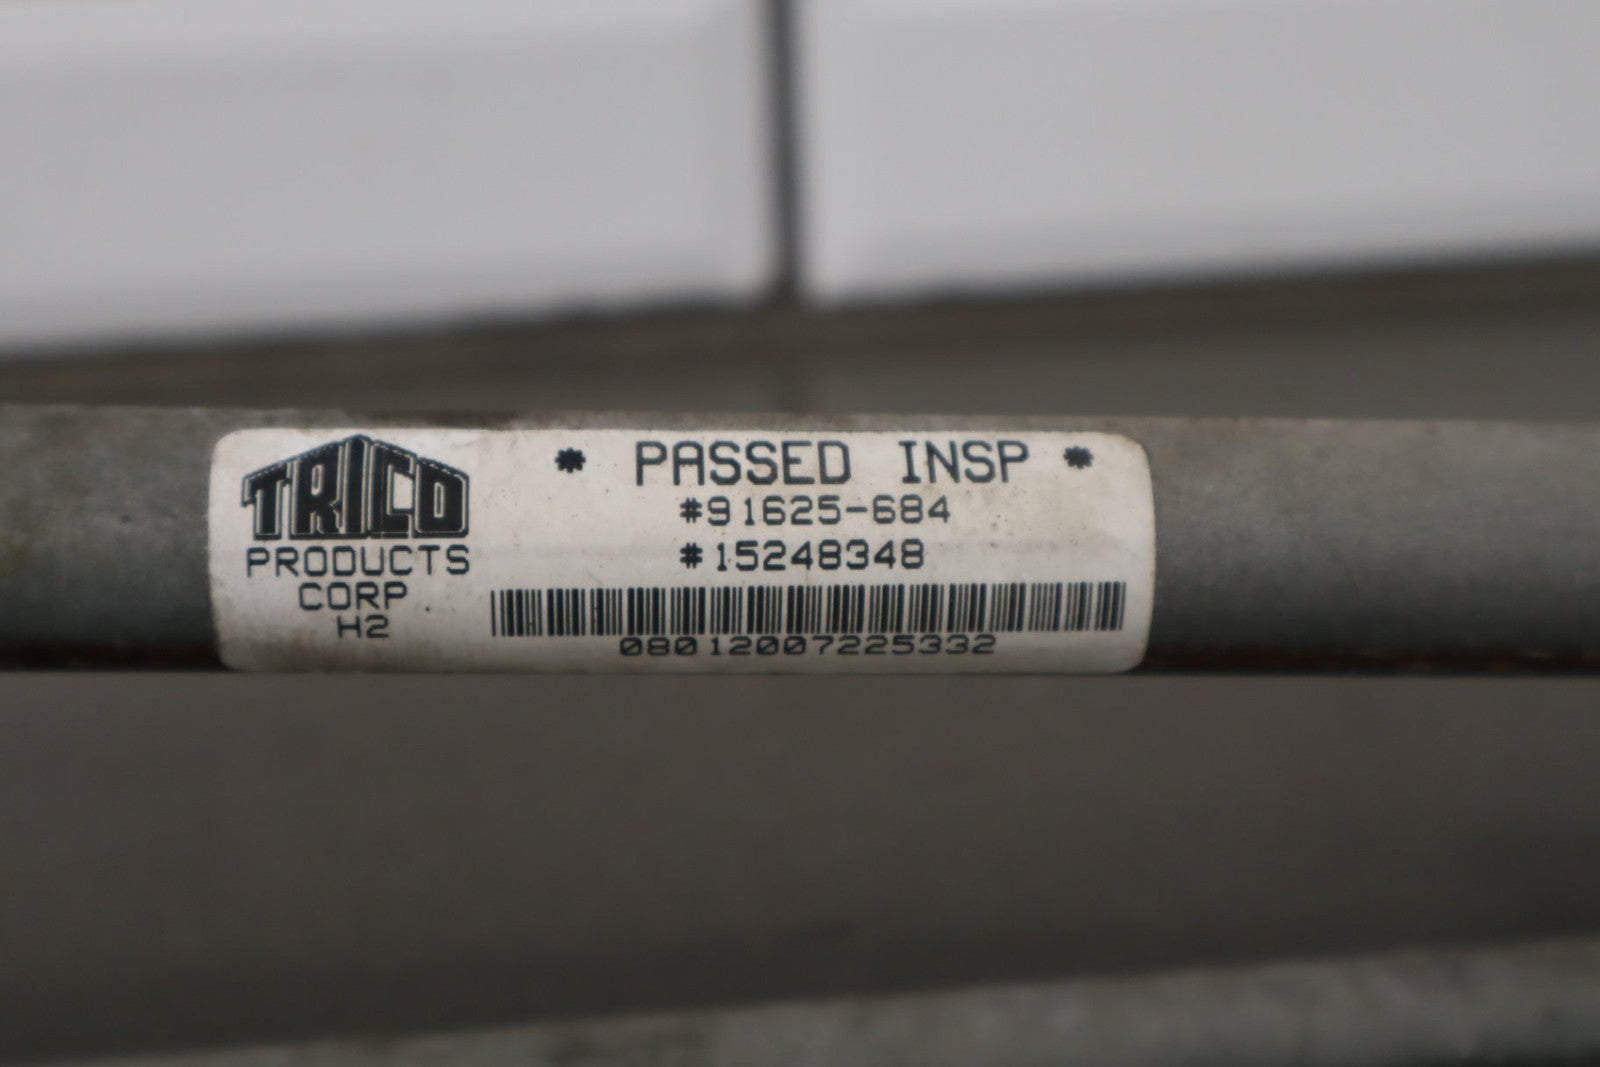 TRICO
PRODUCTS
CORP
H2
* PASSED INSP *
#91625-684
#15248348
08012007225332